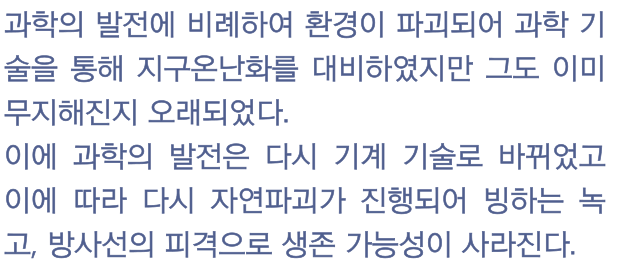 과학의 발전에 비례하여 환경이 파괴되어 과학 기
술을 통해 지구온난화를 대비하였지만 그도 이미
무지해진지 오래되었다.
이에 과학의 발전은 다시 기계 기술로 바뀌었고
이에 따라 다시 자연파괴가 진행되어 빙하는 녹
고, 방사선의 피격으로 생존 가능성이 사라진다.